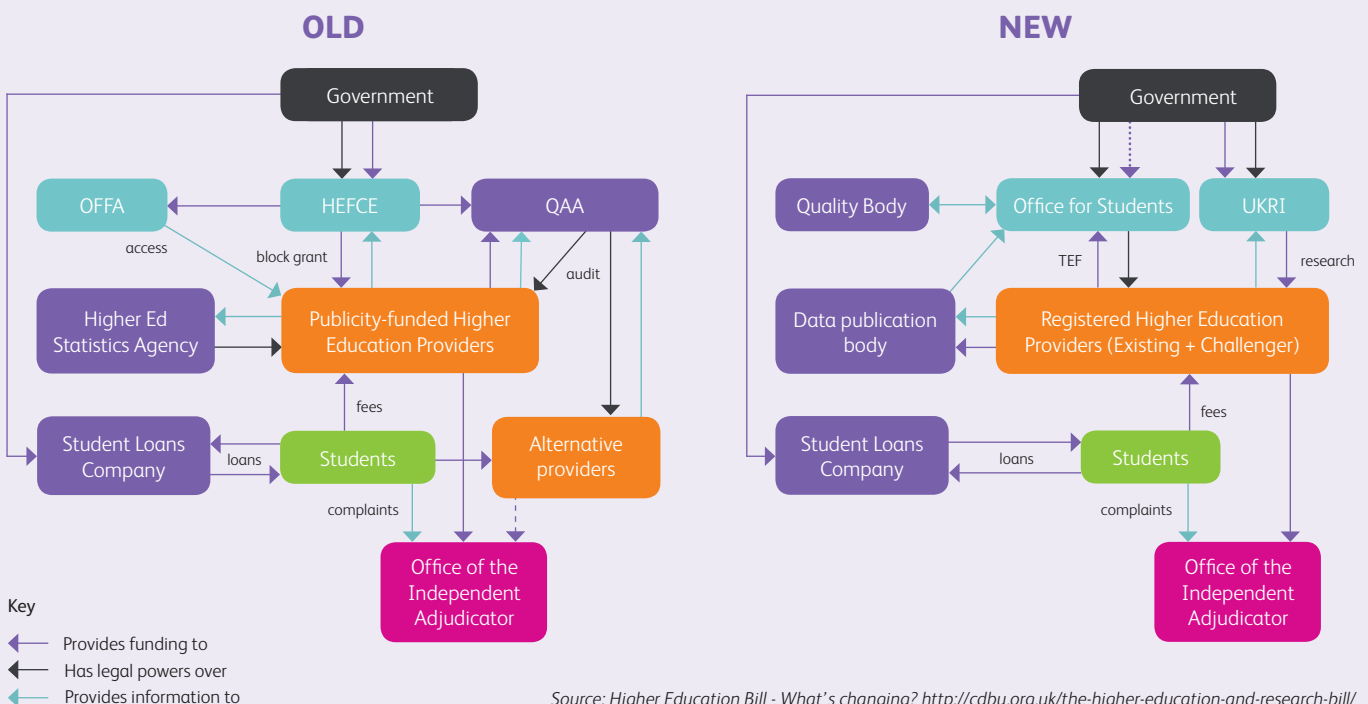 OLD
Government
OFFA
HEFCE
QAA
access
block grant
audit
Higher Ed
Statistics Agency
Publicity-funded Higher
Education Providers
fees
Student Loans
Company
loans
Students
Alternative
providers
complaints
Office of the
Independent
Adjudicator
NEW
Government
Quality Body
Office for Students
UKRI
TEF
research
Data publication
body
Registered Higher Education
Providers (Existing + Challenger)
fees
Student Loans
Company
loans
Students
complaints
Office of the
Independent
Adjudicator
Key
Provides funding to
Has legal powers over
Provides information to
Source: Higher Education Bill - What's changing? http://cdbu.org.uk/the-higher-education-and-research-bill/